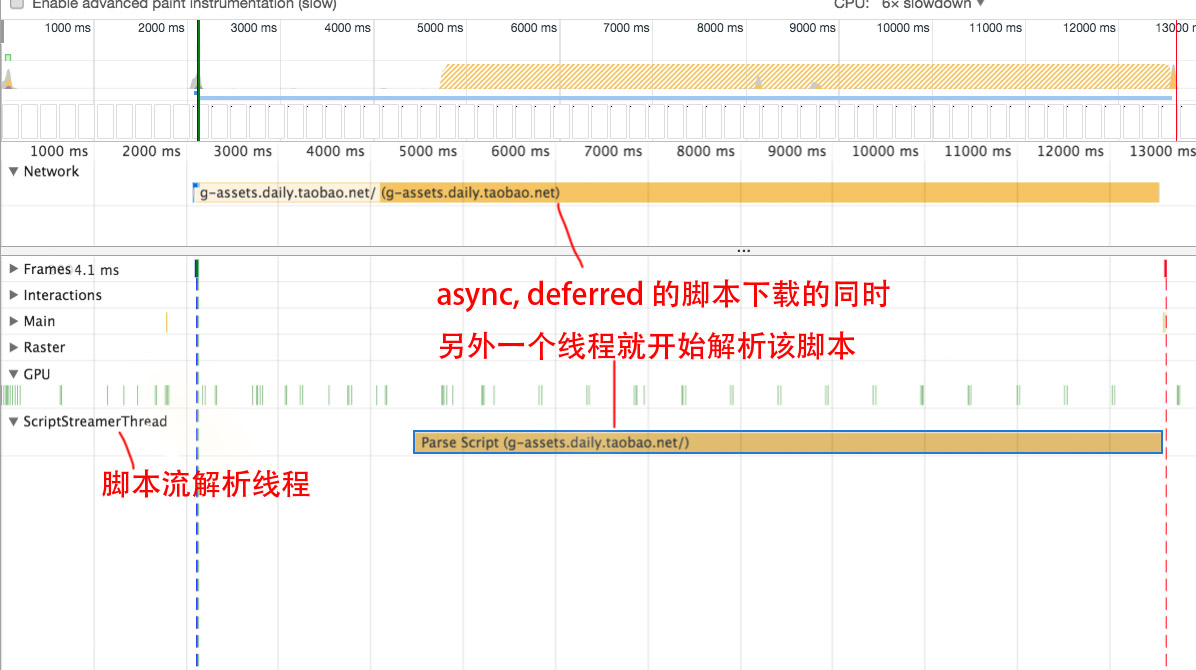 Enable advanced paint instrumentation (slow) CPU: 6× slowdown ▼
1000 ms 2000 ms 3000 ms 4000 ms 5000 ms 6000 ms 7000 ms 8000 ms 9000 ms 10000 ms 11000 ms 12000 ms 13000 m
1000 ms 2000 ms 3000 ms 4000 ms 5000 ms 6000 ms 7000 ms 8000 ms 9000 ms 10000 ms 11000 ms 12000 ms 13000 ms
▼ Network
g-assets.daily.taobao.net/ (g-assets.daily.taobao.net)
...
▶ Frames 4.1 ms
▶ Interactions
async, deferred 的脚本下载的同时
▶ Main
另外一个线程就开始解析该脚本
▶ Raster
▼ GPU
▼ ScriptStreamerThread
Parse Script (g-assets.daily.taobao.net/)
脚本流解析线程